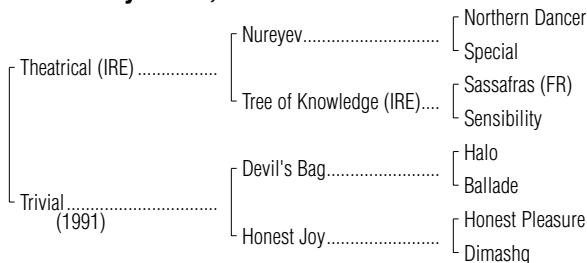 Northern Dancer
Nureyev
Special
Theatrical (IRE)
Sassafras (FR)
Tree of Knowledge (IRE)
Sensibility
Halo
Devil's Bag
Ballade
Trivial
(1991)
Honest Pleasure
Honest Joy
Dimashq